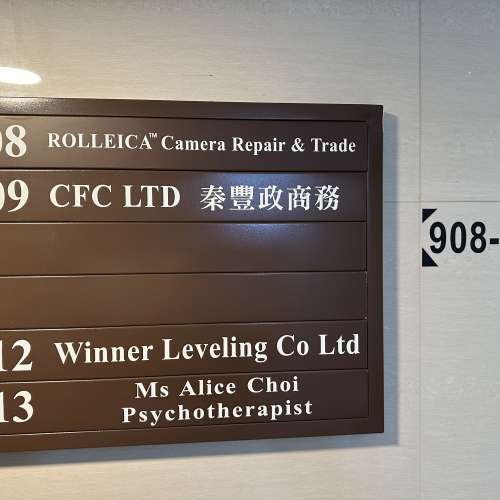 08 ROLLEICA™ Camera Repair & Trade
09 CFC LTD 秦豐政商務
12 Winner Leveling Co Ltd
13 Ms Alice Choi
Psychotherapist
908-